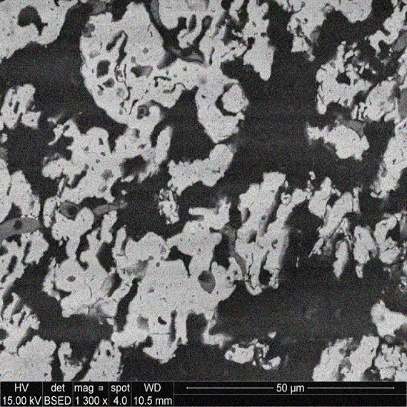 HV det mag ¤ spot WD 50 µm
15.00 kV BSED 1 300 x 4.0 10.5 mm